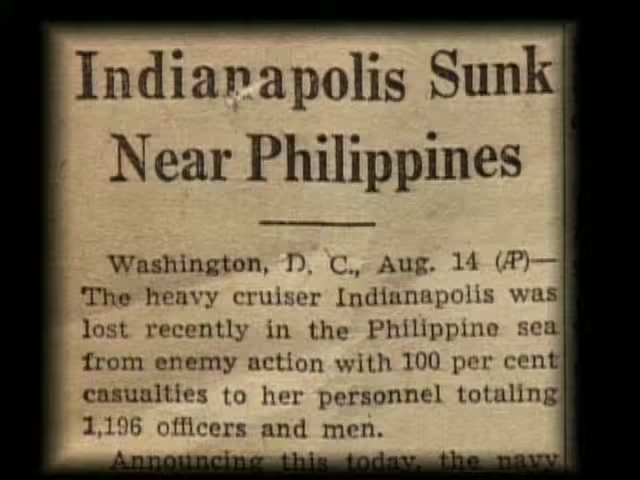 Indianapolis Sunk
Near Philippines
Washington, D. C., Aug. 14 (AP)—
The heavy cruiser Indianapolis was
lost recently in the Philippine sea
from enemy action with 100 per cent
casualties to her personnel totaling
1,196 officers and men.
Announcing this today, the navy